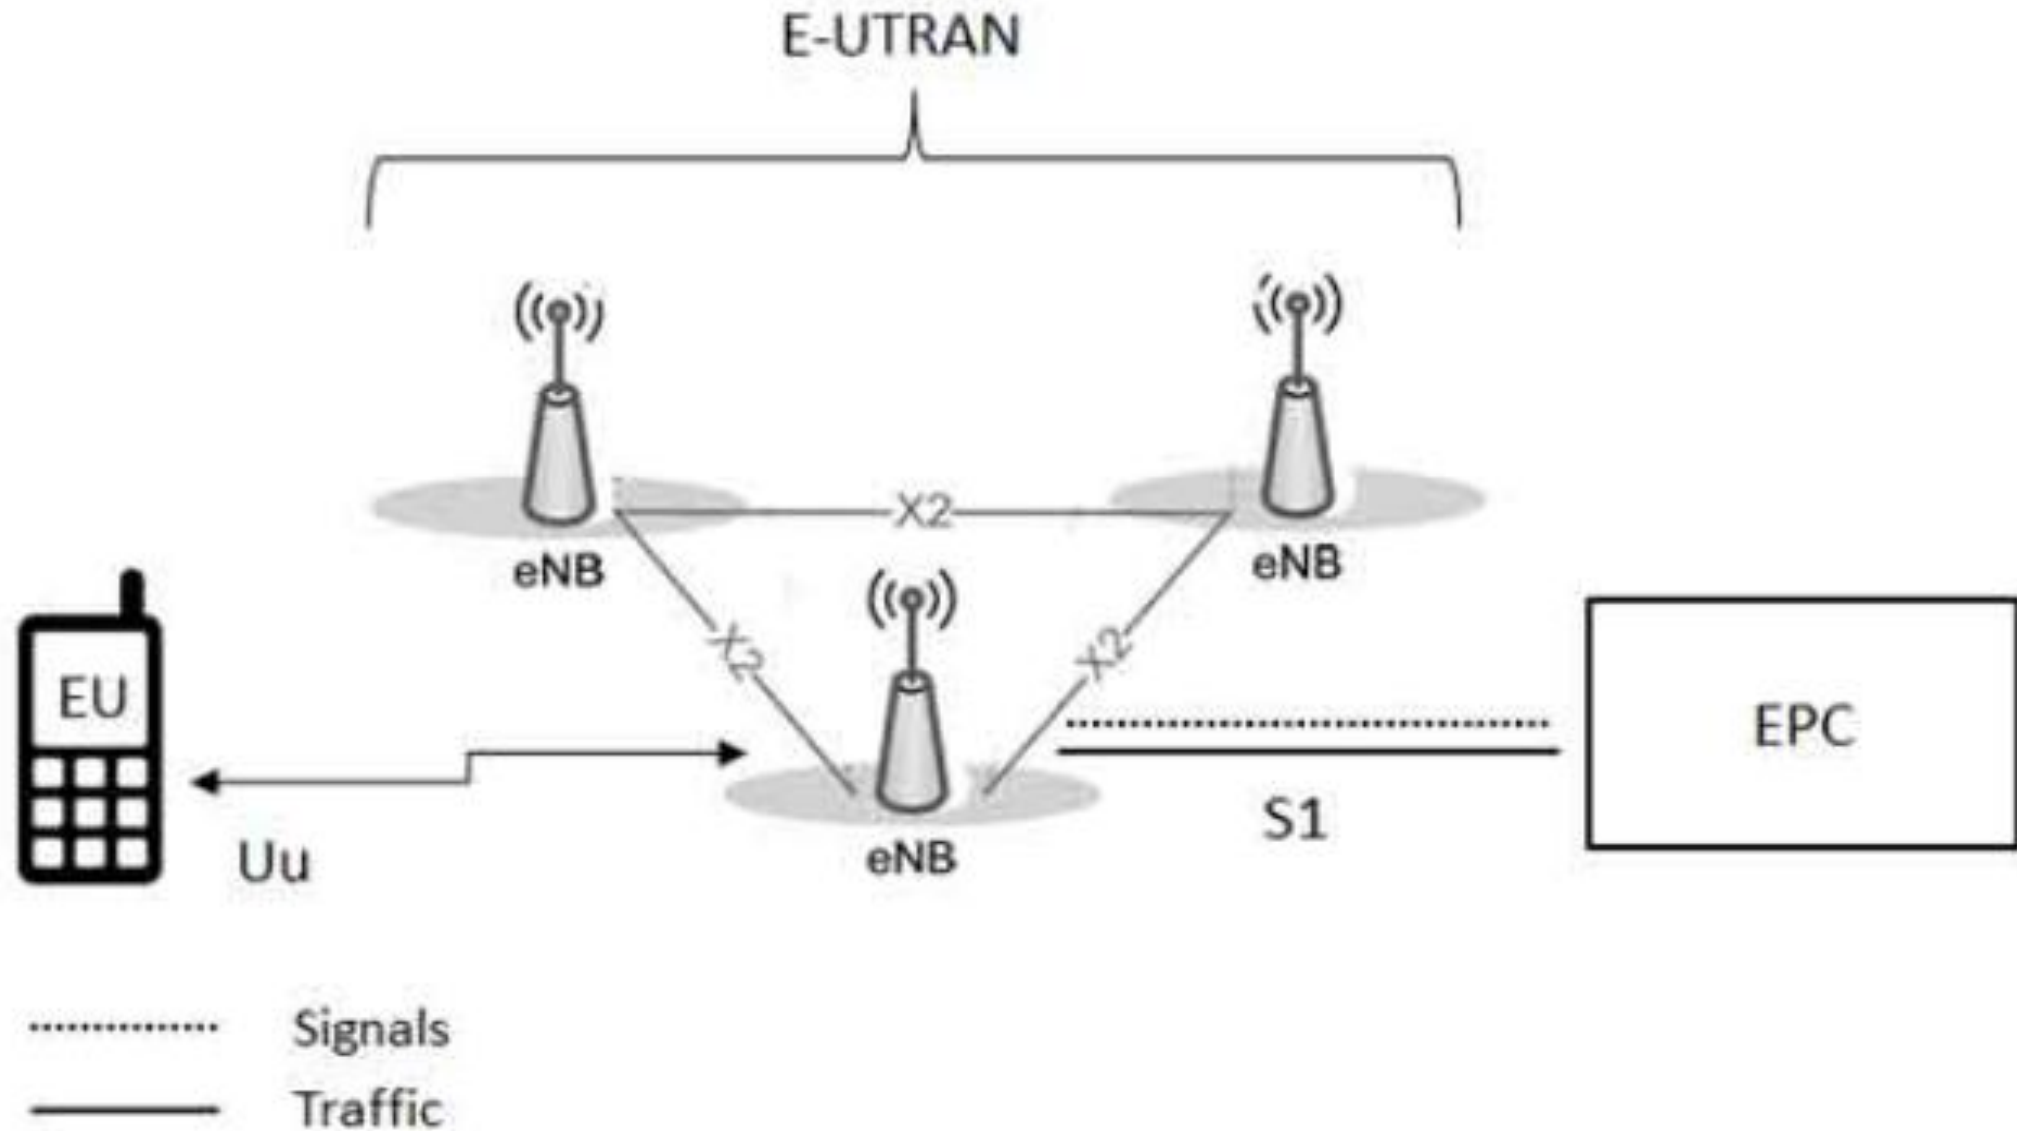 E-UTRAN
X2
eNB
eNB
X2
X2
EU
EPC
Uu
eNB
S1
Signals
Traffic